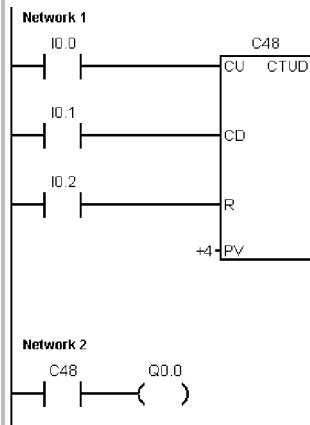 Network 1
I0.0
C48
CU CTUD
I0.1
CD
I0.2
R
+4 PV
Network 2
C48 Q0.0